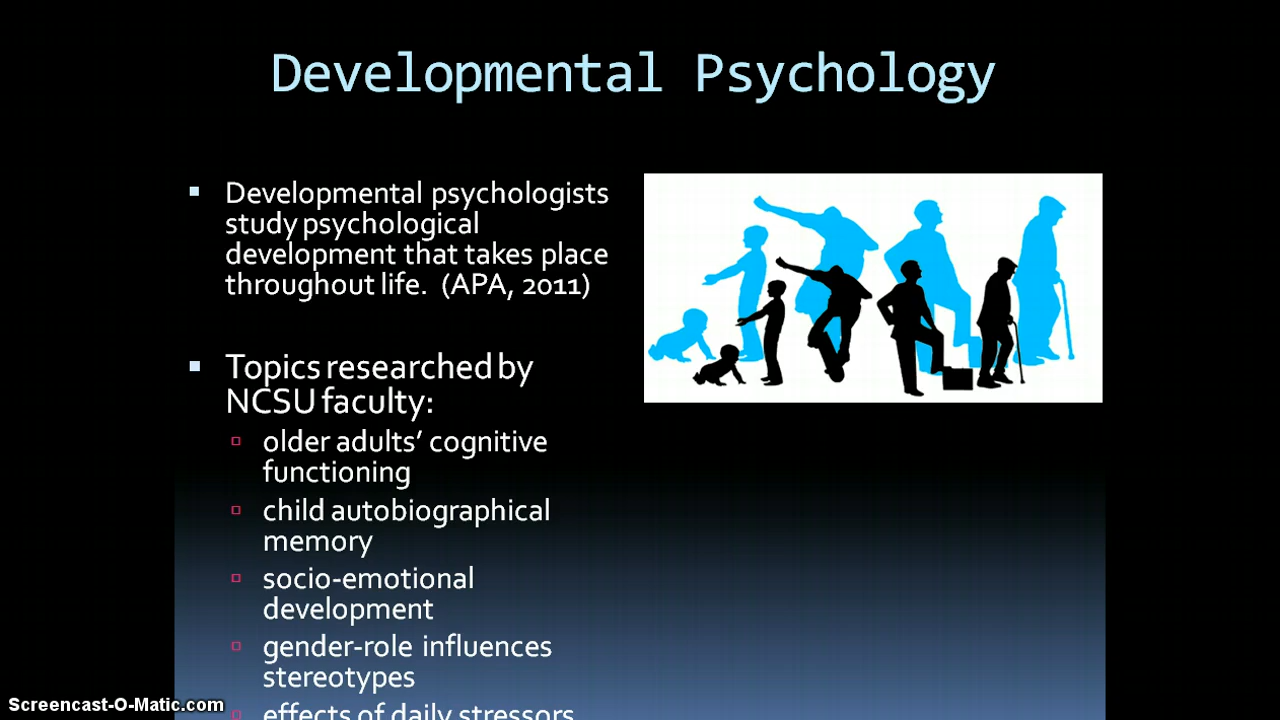 Developmental Psychology
Developmental psychologists
study psychological
development that takes place
throughout life. (APA, 2011)
Topics researched by
NCSU faculty:
older adults' cognitive
functioning
child autobiographical
memory
socio-emotional
development
gender-role influences
stereotypes
effects of daily stressors
Screencast-O-Matic.com